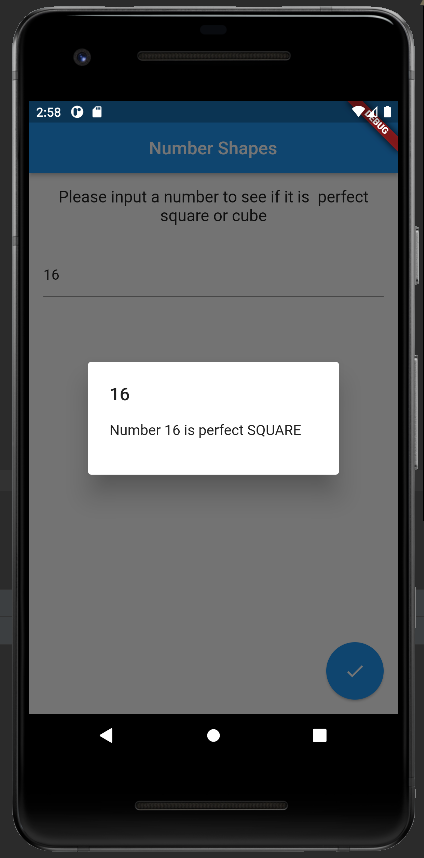 2:58
DEBUG
Number Shapes
Please input a number to see if it is  perfect
square or cube
16
16
Number 16 is perfect SQUARE